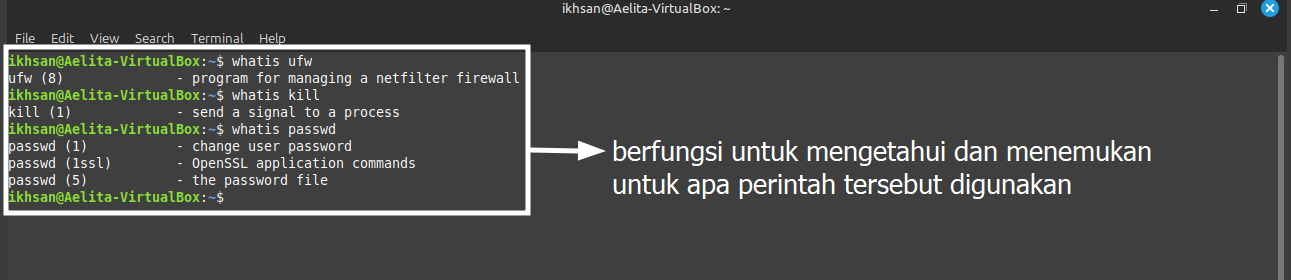 ikhsan@Aelita-VirtualBox: ~
File Edit View Search Terminal Help
ikhsan@Aelita-VirtualBox:~$ whatis ufw
ufw (8)              - program for managing a netfilter firewall
ikhsan@Aelita-VirtualBox:~$ whatis kill
kill (1)             - send a signal to a process
ikhsan@Aelita-VirtualBox:~$ whatis passwd
passwd (1)           - change user password
passwd (1ssl)        - OpenSSL application commands
passwd (5)           - the password file
ikhsan@Aelita-VirtualBox:~$
berfungsi untuk mengetahui dan menemukan
untuk apa perintah tersebut digunakan